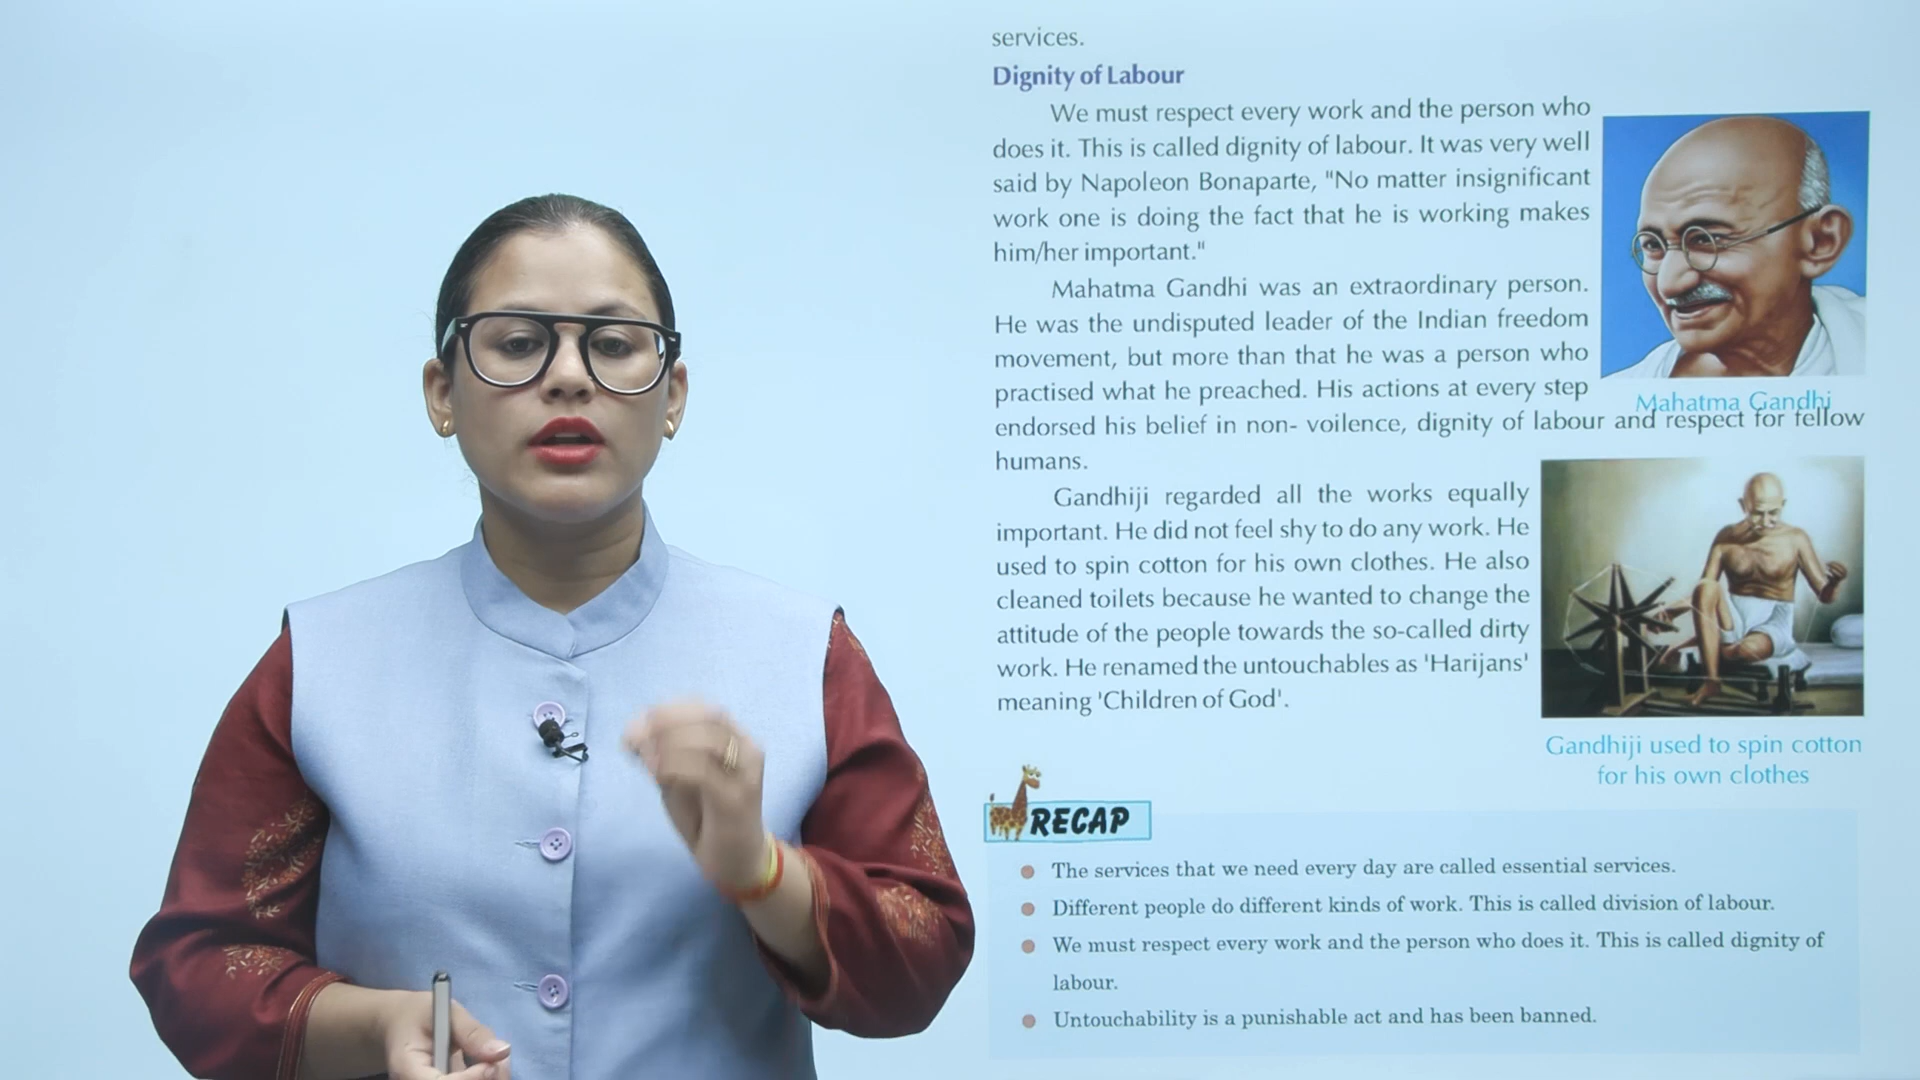 services.
Dignity of Labour
We must respect every work and the person who
does it. This is called dignity of labour. It was very well
said by Napoleon Bonaparte, "No matter insignificant
work one is doing the fact that he is working makes
him/her important."
Mahatma Gandhi was an extraordinary person.
He was the undisputed leader of the Indian freedom
movement, but more than that he was a person who
practised what he preached. His actions at every step
Mahatma Gandhi
endorsed his belief in non- voilence, dignity of labour and respect for fellow
humans.
Gandhiji regarded all the works equally
important. He did not feel shy to do any work. He
used to spin cotton for his own clothes. He also
cleaned toilets because he wanted to change the
attitude of the people towards the so-called dirty
work. He renamed the untouchables as 'Harijans'
meaning 'Children of God'.
Gandhiji used to spin cotton
for his own clothes
RECAP
The services that we need every day are called essential services.
Different people do different kinds of work. This is called division of labour.
We must respect every work and the person who does it. This is called dignity of
labour.
Untouchability is a punishable act and has been banned.